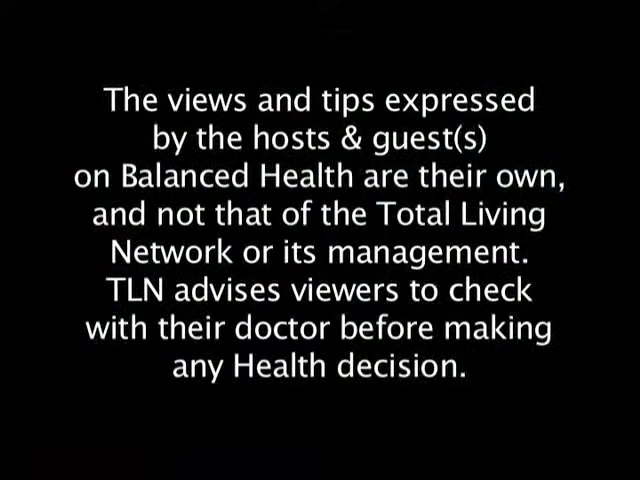 The views and tips expressed
by the hosts & guest(s)
on Balanced Health are their own,
and not that of the Total Living
Network or its management.
TLN advises viewers to check
with their doctor before making
any Health decision.